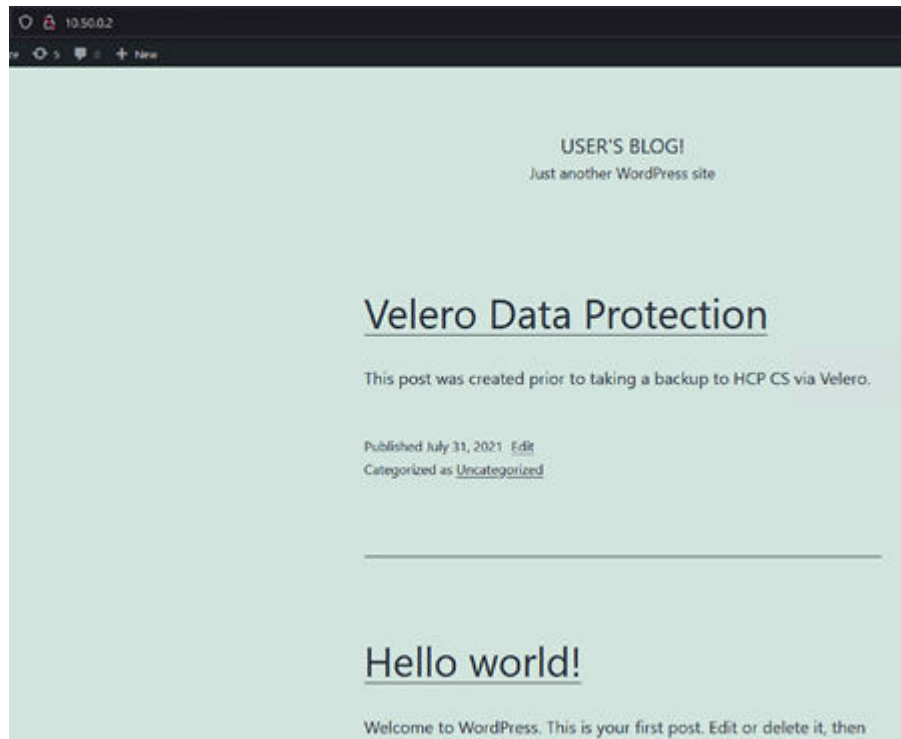 10.50.0.2
5 New
USER'S BLOG!
Just another WordPress site
Velero Data Protection
This post was created prior to taking a backup to HCP CS via Velero.
Published July 31, 2021 Edit
Categorized as Uncategorized
Hello world!
Welcome to WordPress. This is your first post. Edit or delete it, then